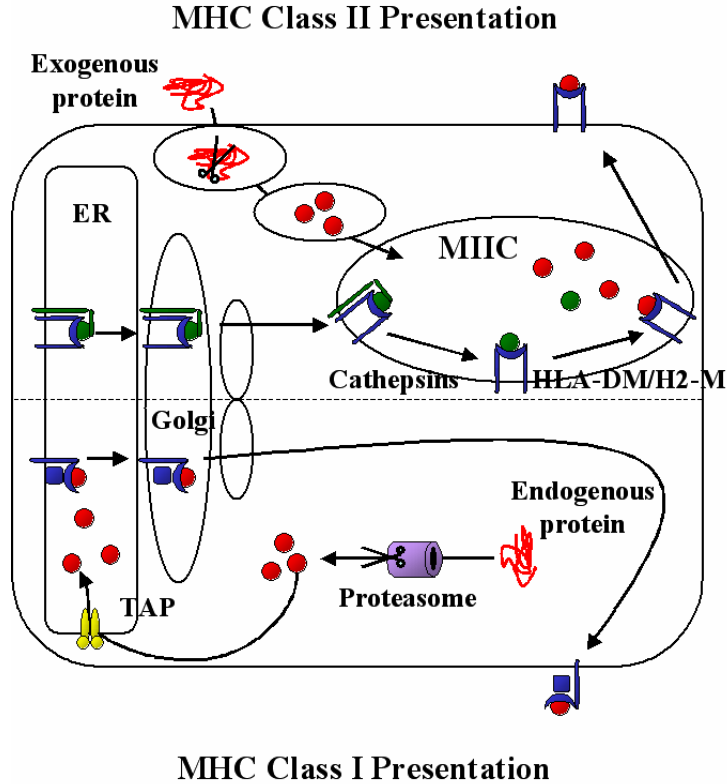 MHC Class II Presentation
Exogenous
protein
ER
MIIC
Cathepsins
HLA-DM/H2-M
Golgi
Endogenous
protein
Proteasome
TAP
MHC Class I Presentation